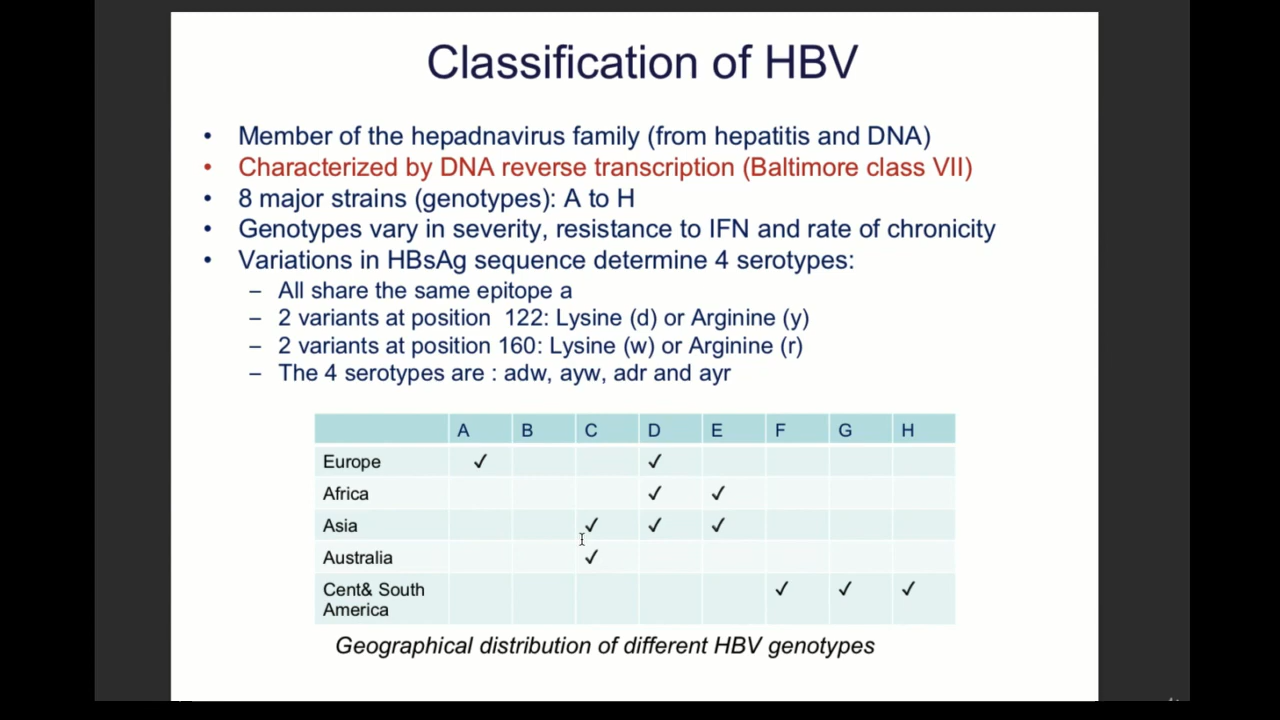 Classification of HBV
• Member of the hepadnavirus family (from hepatitis and DNA)
• Characterized by DNA reverse transcription (Baltimore class VII)
• 8 major strains (genotypes): A to H
• Genotypes vary in severity, resistance to IFN and rate of chronicity
• Variations in HBsAg sequence determine 4 serotypes:
– All share the same epitope a
– 2 variants at position 122: Lysine (d) or Arginine (y)
– 2 variants at position 160: Lysine (w) or Arginine (r)
– The 4 serotypes are : adw, ayw, adr and ayr
A B C D E F G H
Europe ✓ ✓
Africa ✓ ✓
Asia ✓ ✓ ✓
Australia ✓
Cent& South ✓ ✓ ✓
America
Geographical distribution of different HBV genotypes